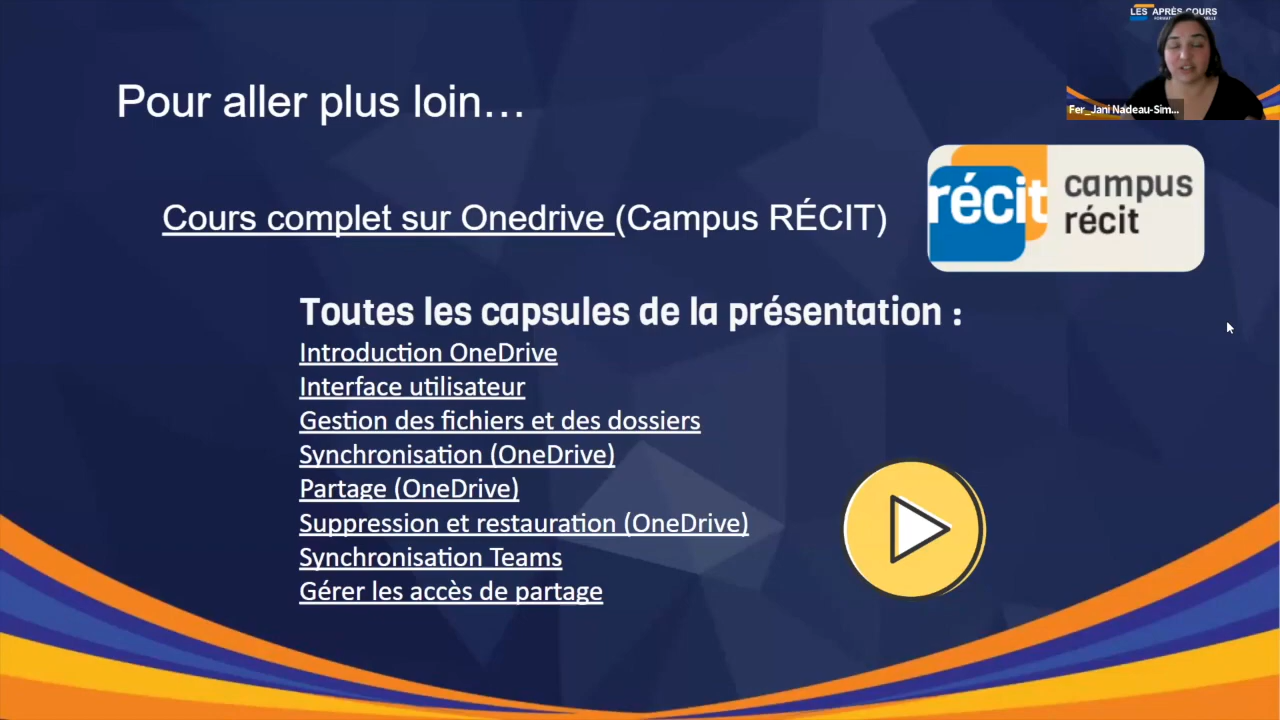 LES APRÈS COURS
Fer_Jani Nadeau-Sim...
Pour aller plus loin…
récit
campus
récit
Cours complet sur Onedrive (Campus RÉCIT)
Toutes les capsules de la présentation :
Introduction OneDrive
Interface utilisateur
Gestion des fichiers et des dossiers
Synchronisation (OneDrive)
Partage (OneDrive)
Suppression et restauration (OneDrive)
Synchronisation Teams
Gérer les accès de partage